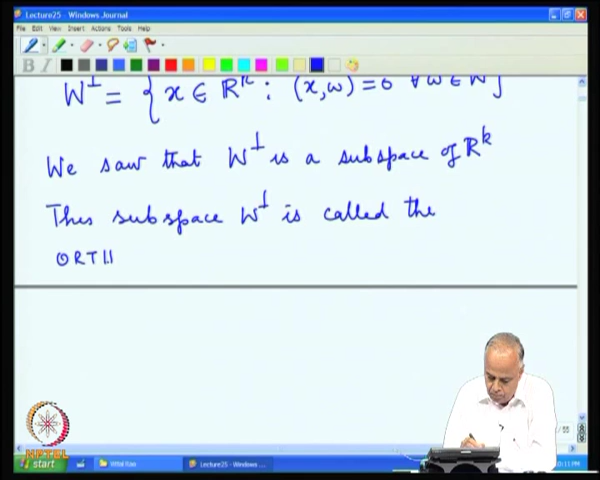 Lecture25 - Windows Journal
File Edit View Insert Actions Tools Help
W⊥ = { x ∈ ℝᵏ : (x,w) = 0 ∀ w ∈ W }
We saw that W⊥ is a subspace of ℝᵏ
This subspace W⊥ is called the
ORTH
NPTEL
start
Lecture25 - Windows ...